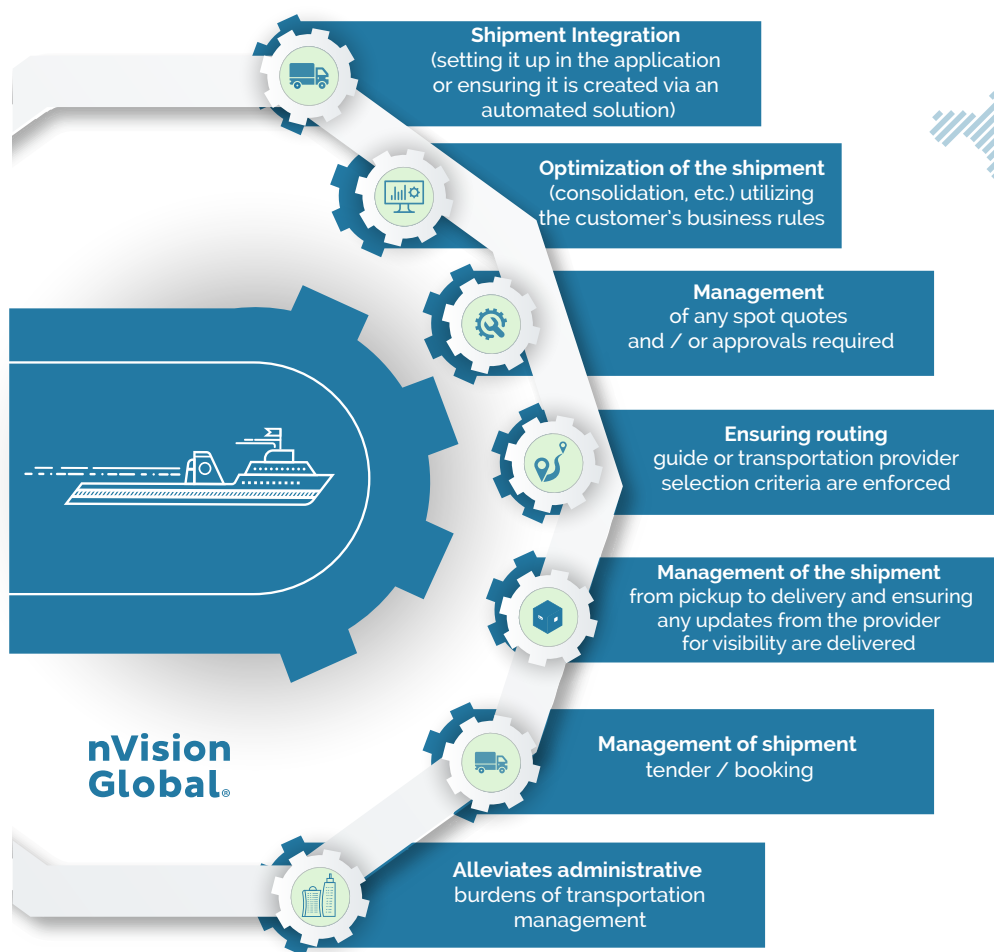 Shipment Integration
(setting it up in the application
or ensuring it is created via an
automated solution)
Optimization of the shipment
(consolidation, etc.) utilizing
the customer's business rules
Management
of any spot quotes
and / or approvals required
Ensuring routing
guide or transportation provider
selection criteria are enforced
Management of the shipment
from pickup to delivery and ensuring
any updates from the provider
for visibility are delivered
Management of shipment
tender / booking
Alleviates administrative
burdens of transportation
management
nVision
Global®